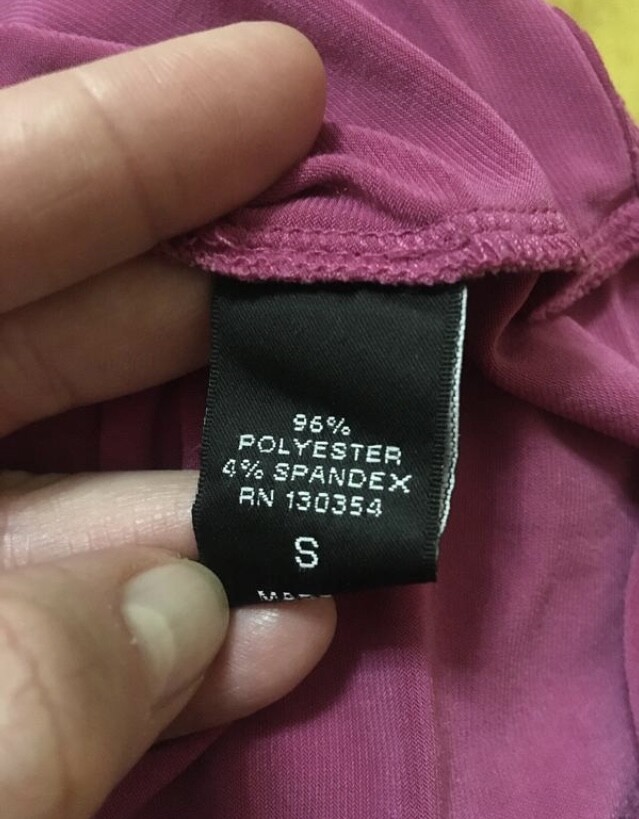 96%
POLYESTER
4% SPANDEX
RN 130354
S